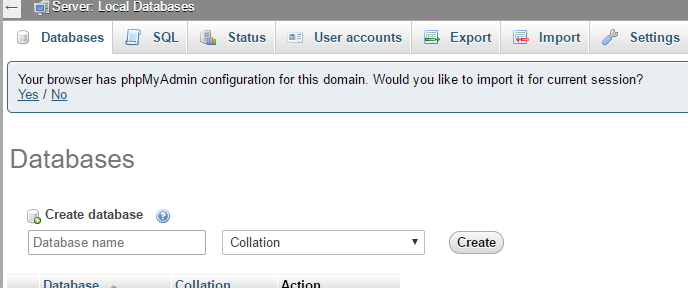 Server: Local Databases
Databases SQL Status User accounts Export Import Settings
Your browser has phpMyAdmin configuration for this domain. Would you like to import it for current session?
Yes / No
Databases
Create database
Database name Collation Create
Database Collation Action